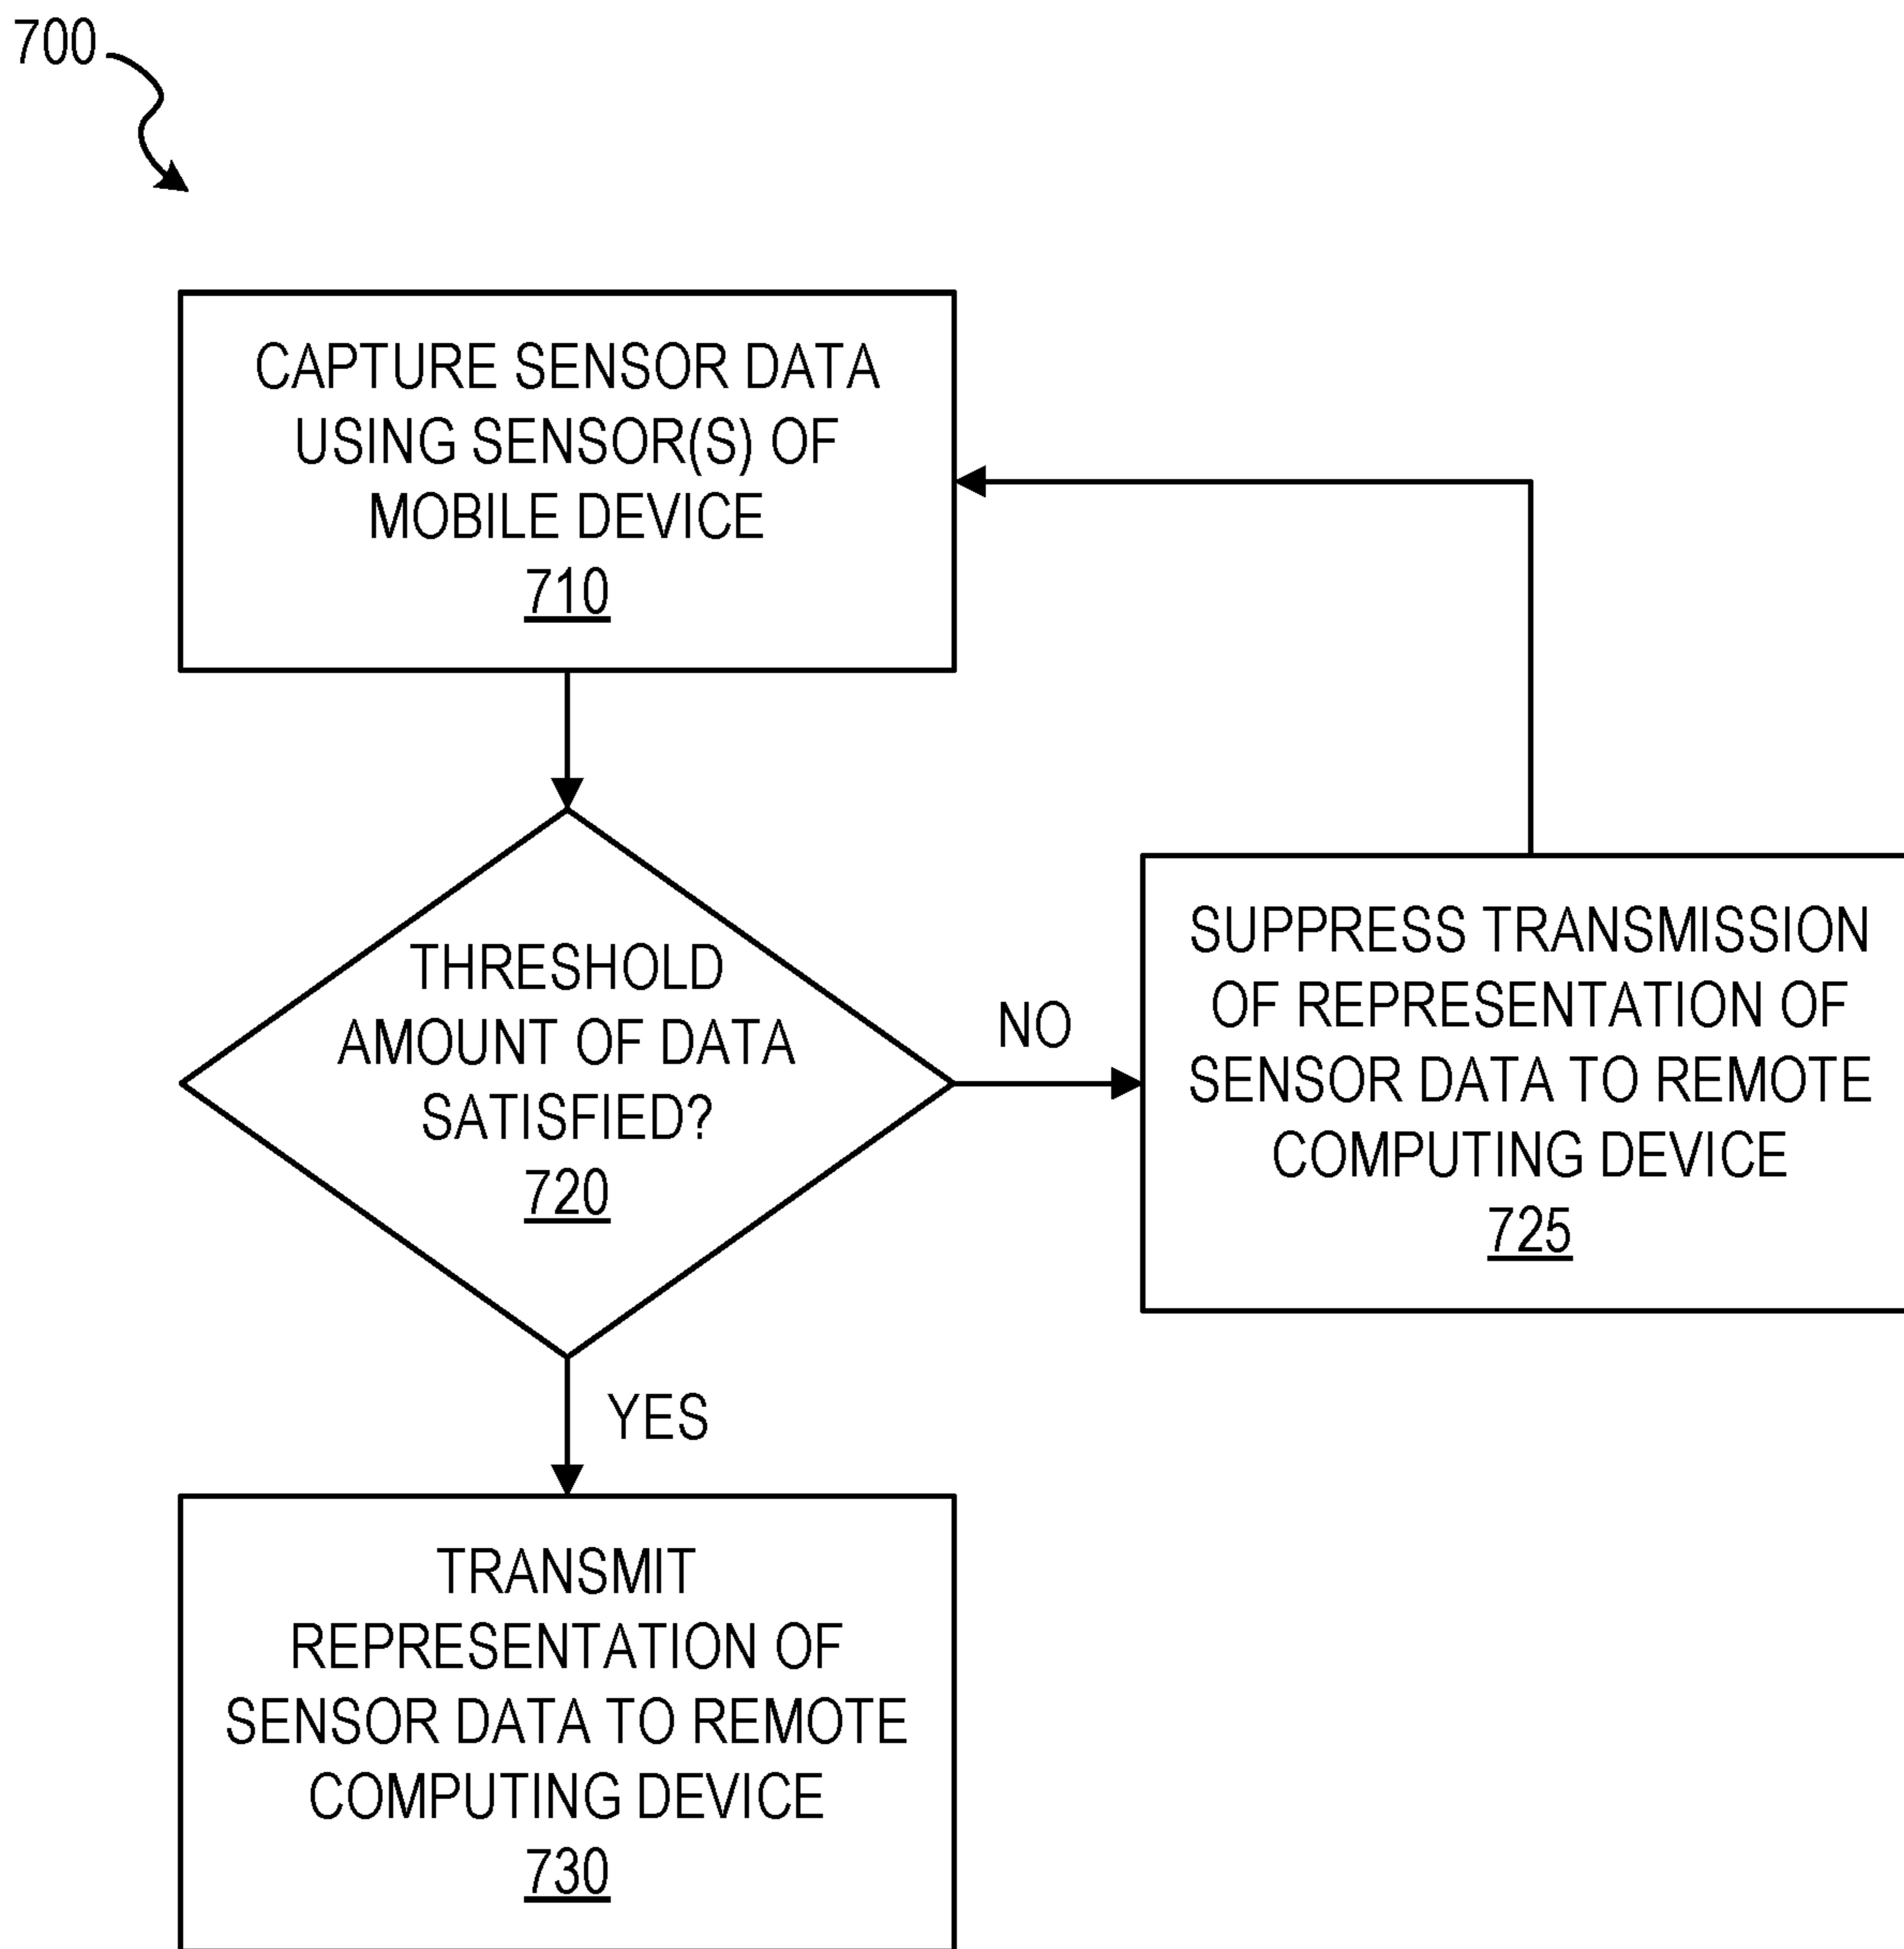 700
CAPTURE SENSOR DATA
USING SENSOR(S) OF
MOBILE DEVICE
710
THRESHOLD
AMOUNT OF DATA
SATISFIED?
720
NO
SUPPRESS TRANSMISSION
OF REPRESENTATION OF
SENSOR DATA TO REMOTE
COMPUTING DEVICE
725
YES
TRANSMIT
REPRESENTATION OF
SENSOR DATA TO REMOTE
COMPUTING DEVICE
730